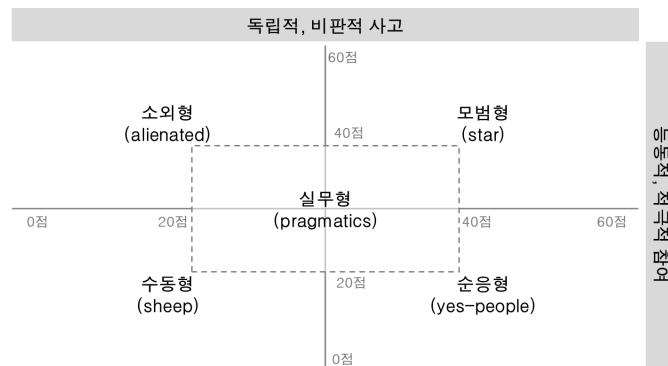 독립적, 비판적 사고
60점
소외형
(alienated)
모범형
(star)
40점
실무형
(pragmatics)
0점
20점
40점
60점
수동형
(sheep)
20점
순응형
(yes-people)
0점
능동적, 적극적 참여